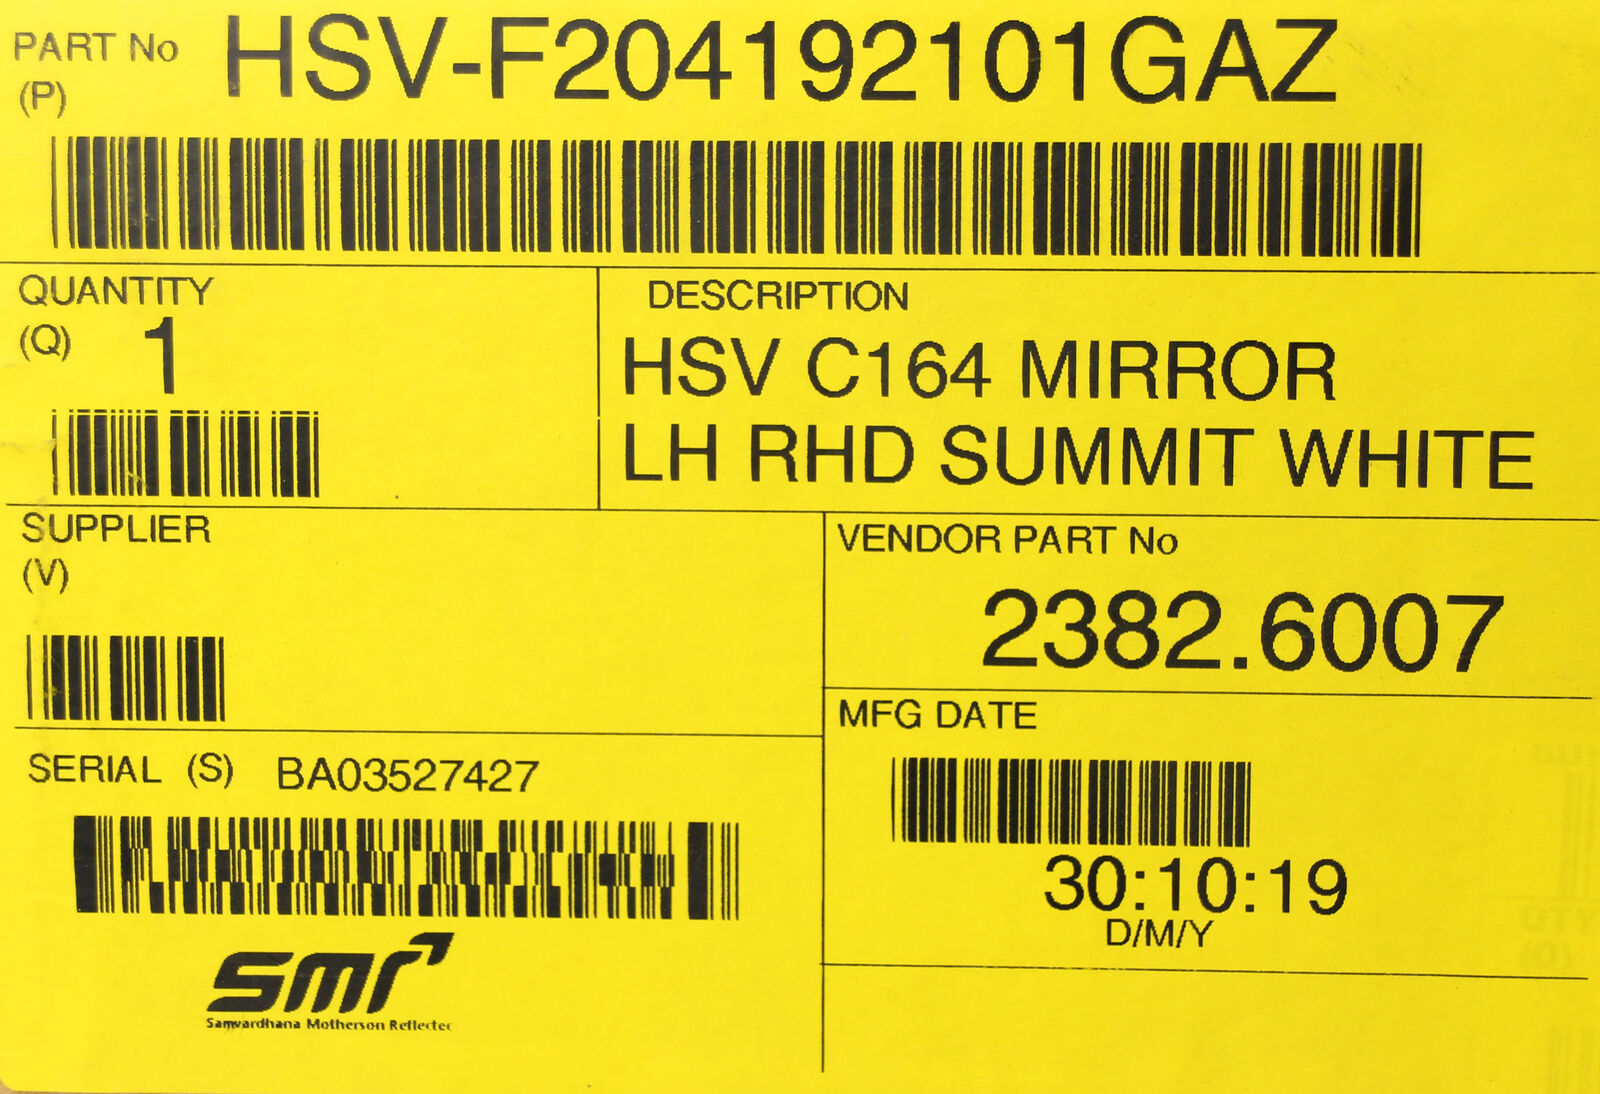 PART No HSV-F204192101GAZ
(P)
QUANTITY
(Q) 1
DESCRIPTION
HSV C164 MIRROR
LH RHD SUMMIT WHITE
SUPPLIER
(V)
VENDOR PART No
2382.6007
MFG DATE
30:10:19
D/M/Y
SERIAL (S) BA03527427
smr
Samvardhana Motherson Reflectec
QTY
(Q)